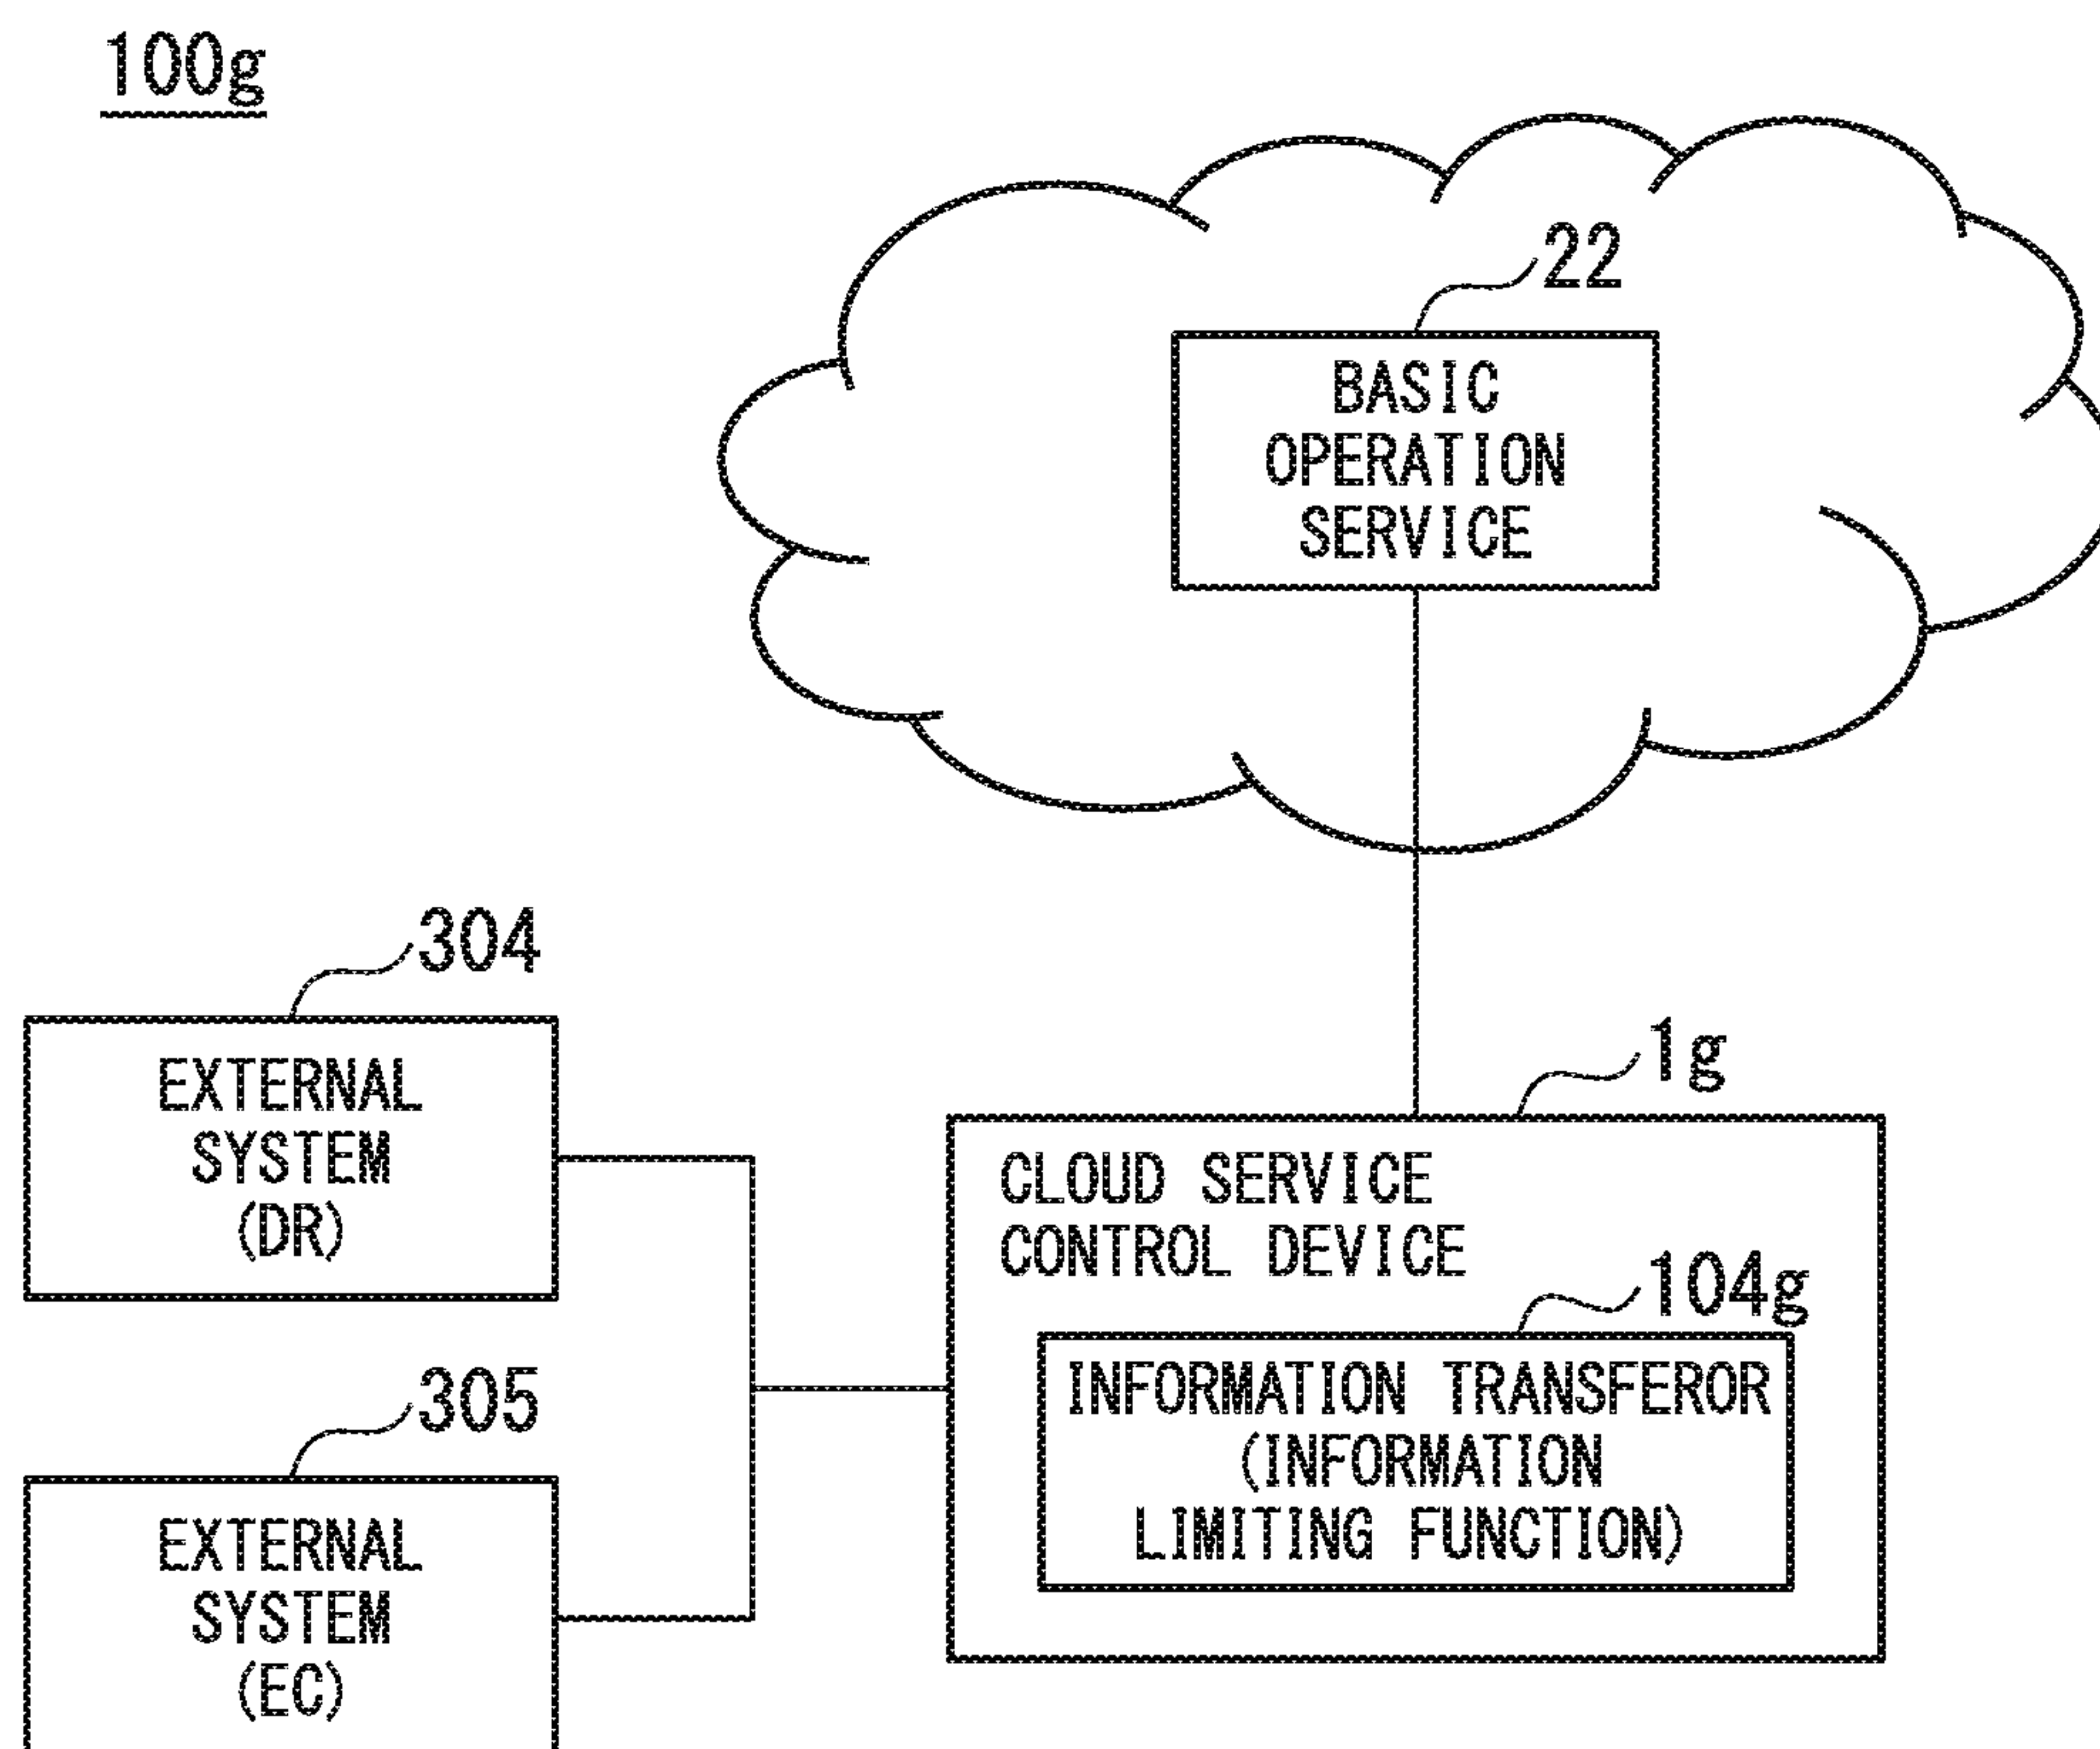 100g
22
BASIC
OPERATION
SERVICE
304
EXTERNAL
SYSTEM
(DR)
305
EXTERNAL
SYSTEM
(EC)
1g
CLOUD SERVICE
CONTROL DEVICE
104g
INFORMATION TRANSFEROR
(INFORMATION
LIMITING FUNCTION)